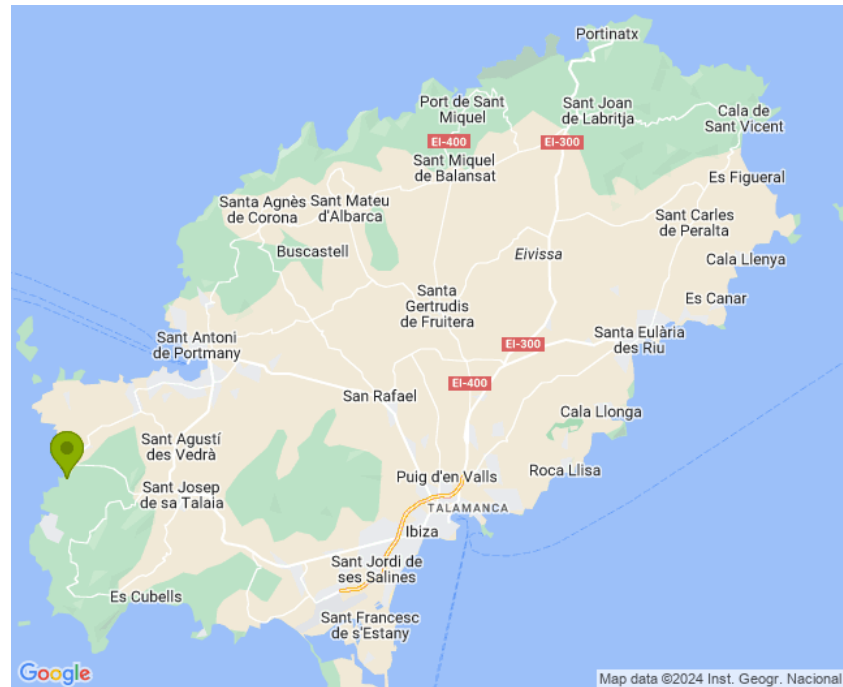 Portinatx
Port de Sant
Miquel
Sant Joan
de Labritja
Cala de
Sant Vicent
EI-400
EI-300
Sant Miquel
de Balansat
Es Figueral
Santa Agnès
de Corona
Sant Mateu
d'Albarca
Sant Carles
de Peralta
Buscastell
Eivissa
Cala Llenya
Santa
Gertrudis
de Fruitera
Es Canar
Sant Antoni
de Portmany
Santa Eulària
des Riu
EI-300
EI-400
San Rafael
Cala Llonga
Sant Agustí
des Vedrà
Puig d'en Valls
Roca Llisa
Sant Josep
de sa Talaia
TALAMANCA
Ibiza
Sant Jordi de
ses Salines
Es Cubells
Sant Francesc
de s'Estany
Google
Map data ©2024 Inst. Geogr. Nacional